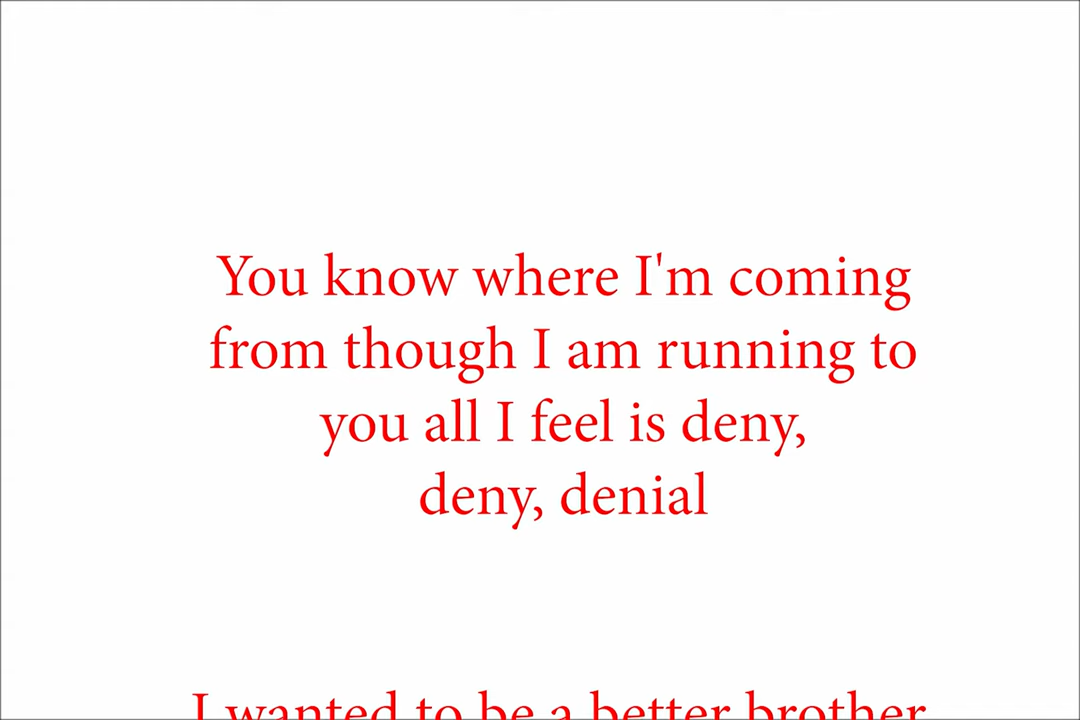 You know where I'm coming
from though I am running to
you all I feel is deny,
deny, denial
I wanted to be a better brother